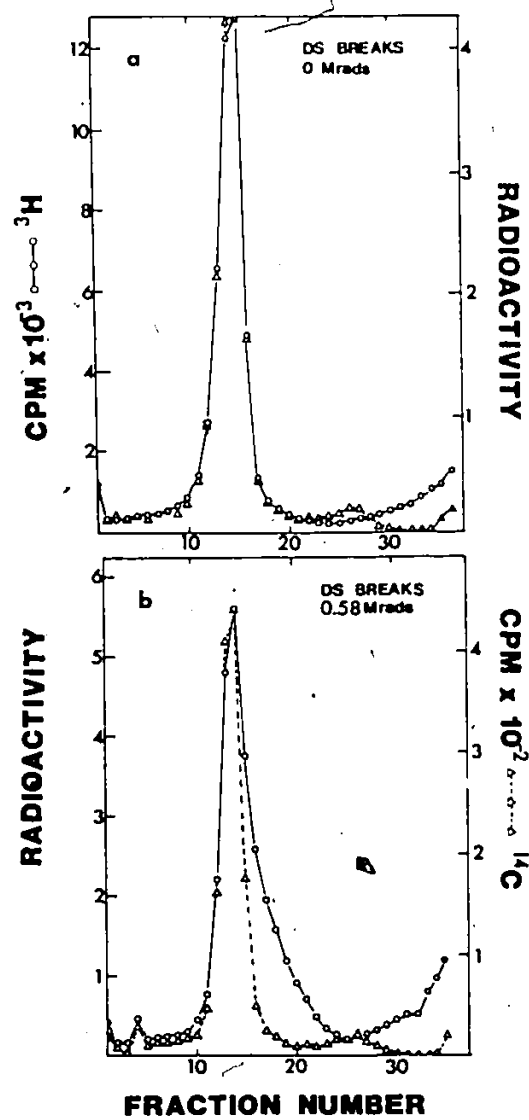 a
DS BREAKS
0 Mrads
12
10
8
6
4
2
4
3
2
1
10
20
30
CPM x10⁻³ ○—○—○ ³H
RADIOACTIVITY
b
DS BREAKS
0.58 Mrads
6
5
4
3
2
1
4
3
2
1
10
20
30
RADIOACTIVITY
CPM x 10⁻² △···△···△ ¹⁴C
FRACTION NUMBER